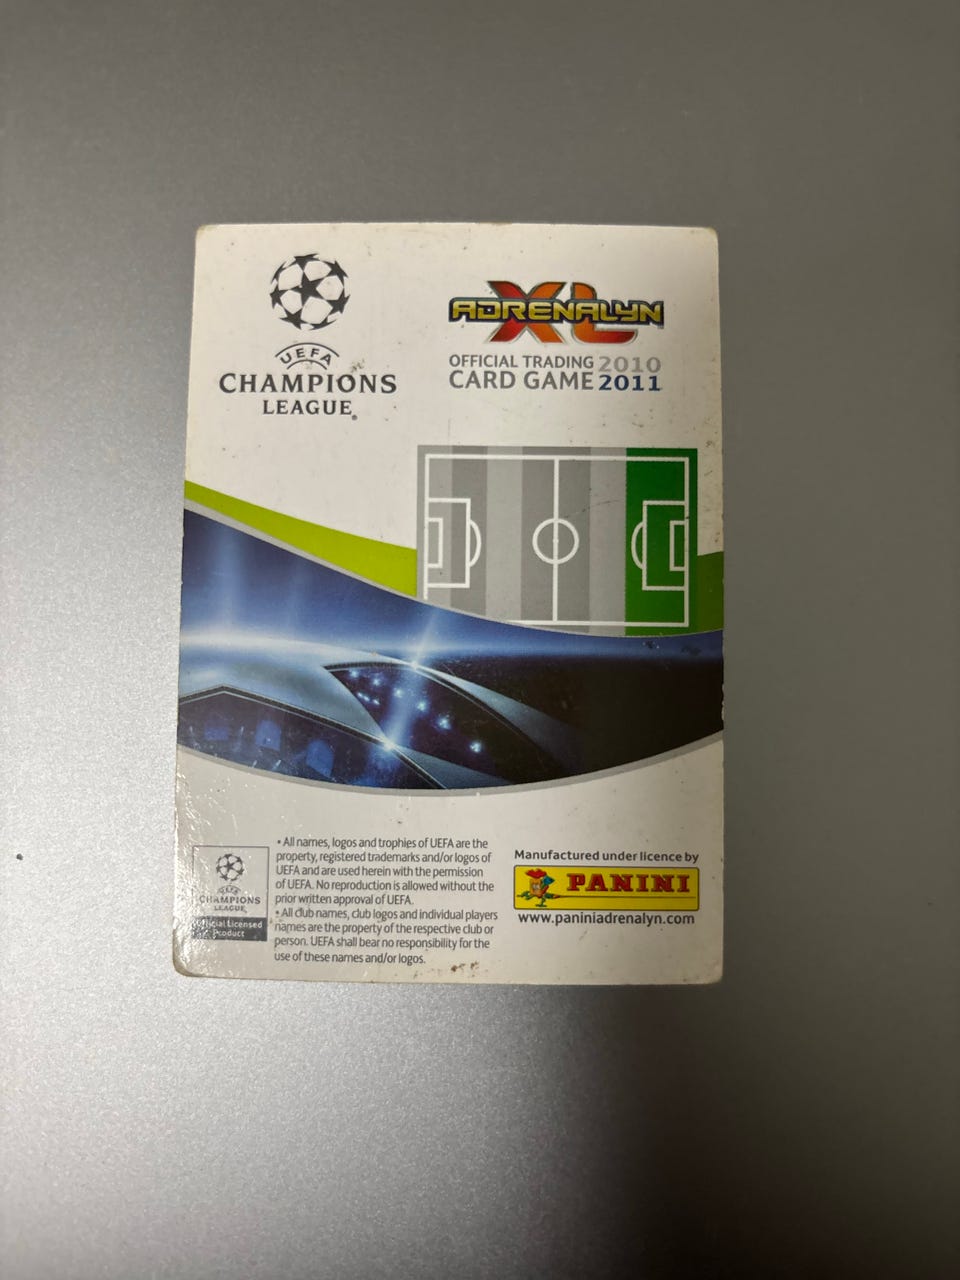 UEFA
CHAMPIONS
LEAGUE®
ADRENALYN
XL
OFFICIAL TRADING 2010
CARD GAME 2011
• All names, logos and trophies of UEFA are the
property, registered trademarks and/or logos of
UEFA and are used herein with the permission
of UEFA. No reproduction is allowed without the
prior written approval of UEFA.
• All club names, club logos and individual players
names are the property of the respective club or
person. UEFA shall bear no responsibility for the
use of these names and/or logos.
UEFA
CHAMPIONS
LEAGUE
Official Licensed
Product
Manufactured under licence by
PANINI
www.paniniadrenalyn.com